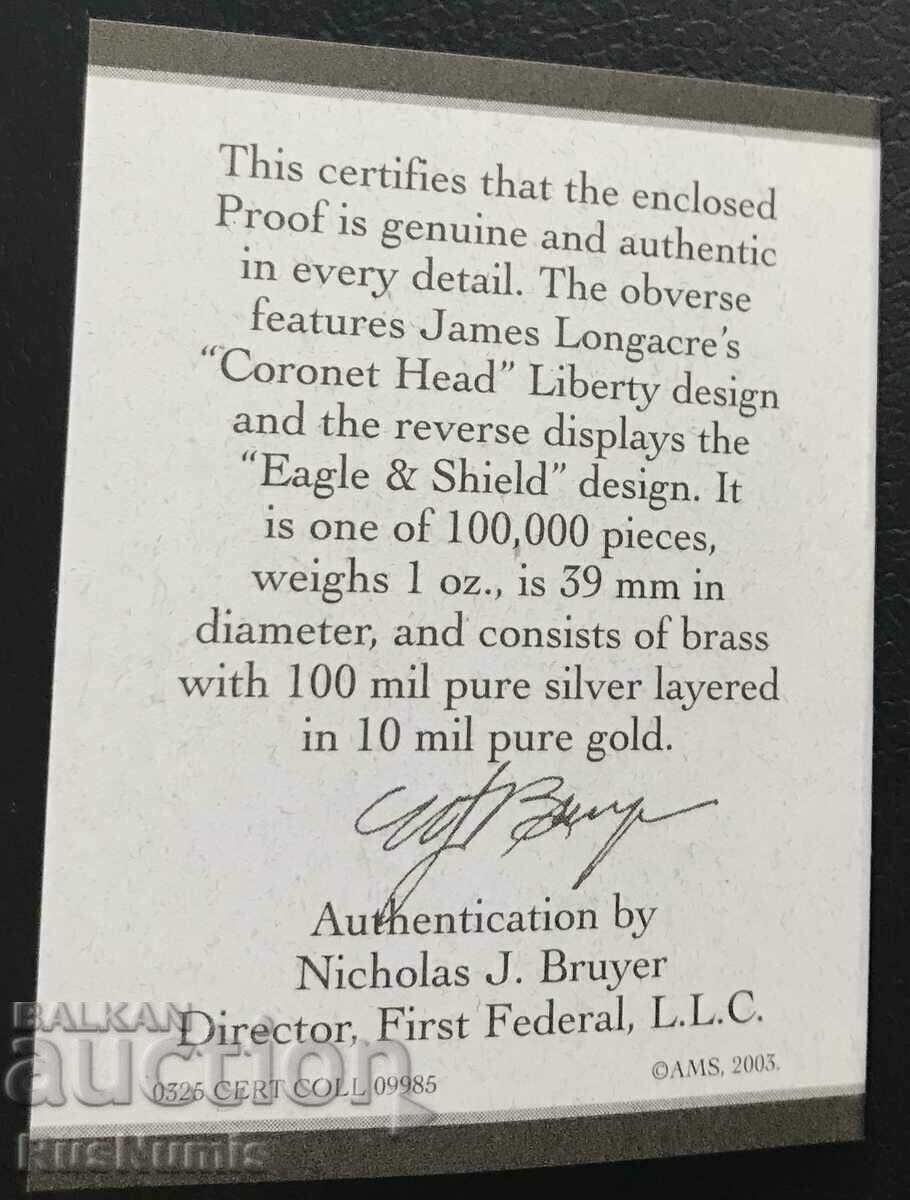 This certifies that the enclosed
Proof is genuine and authentic
in every detail. The obverse
features James Longacre's
“Coronet Head” Liberty design
and the reverse displays the
“Eagle & Shield” design. It
is one of 100,000 pieces,
weighs 1 oz., is 39 mm in
diameter, and consists of brass
with 100 mil pure silver layered
in 10 mil pure gold.
Authentication by
Nicholas J. Bruyer
Director, First Federal, L.L.C.
0325 CERT COLL 09985
©AMS, 2003.
BALKAN
auction
RusNumis